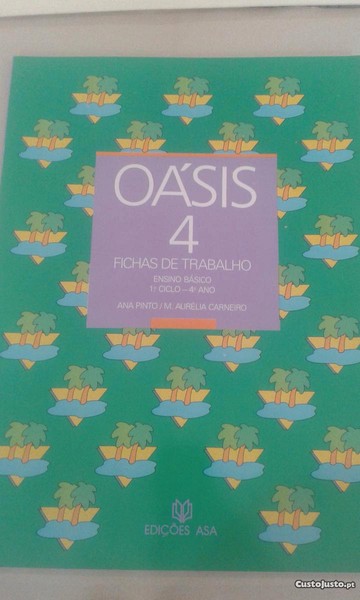 OÁSIS
4
FICHAS DE TRABALHO
ENSINO BÁSICO
1º CICLO – 4º ANO
ANA PINTO / M. AURÉLIA CARNEIRO
EDIÇÕES ASA
CustoJusto.pt